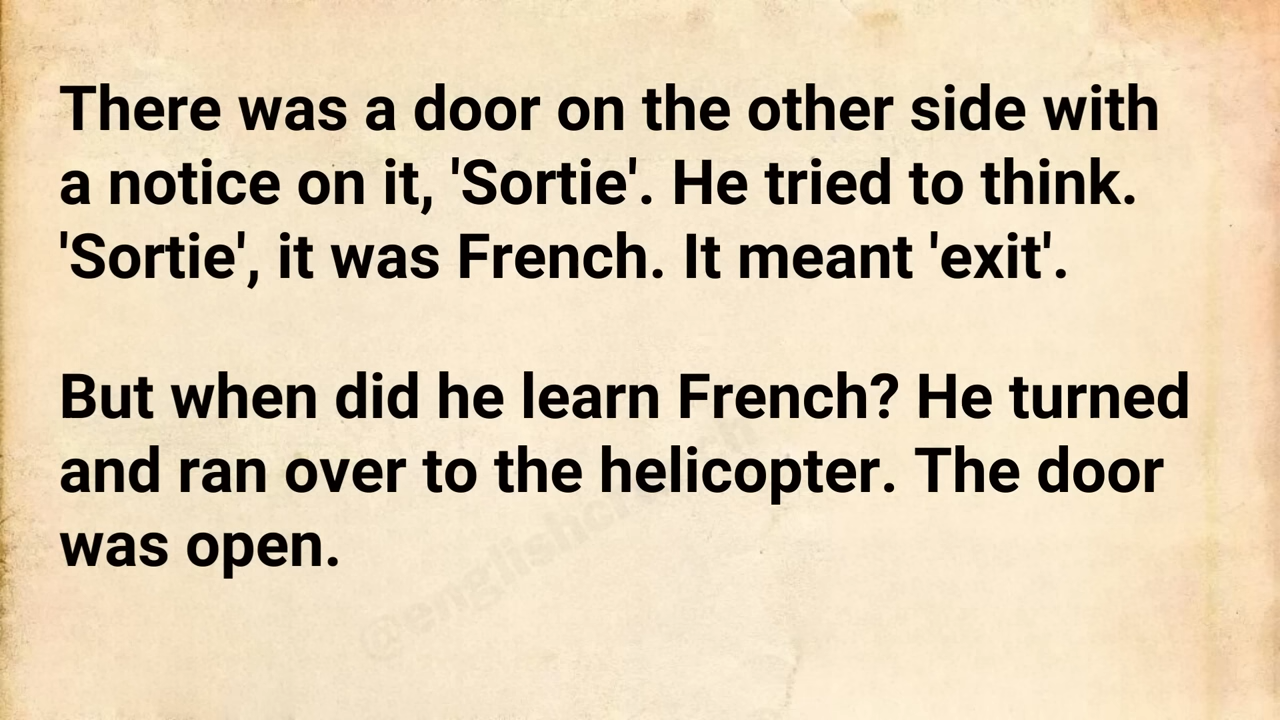 There was a door on the other side with
a notice on it, 'Sortie'. He tried to think.
'Sortie', it was French. It meant 'exit'.
But when did he learn French? He turned
and ran over to the helicopter. The door
was open.